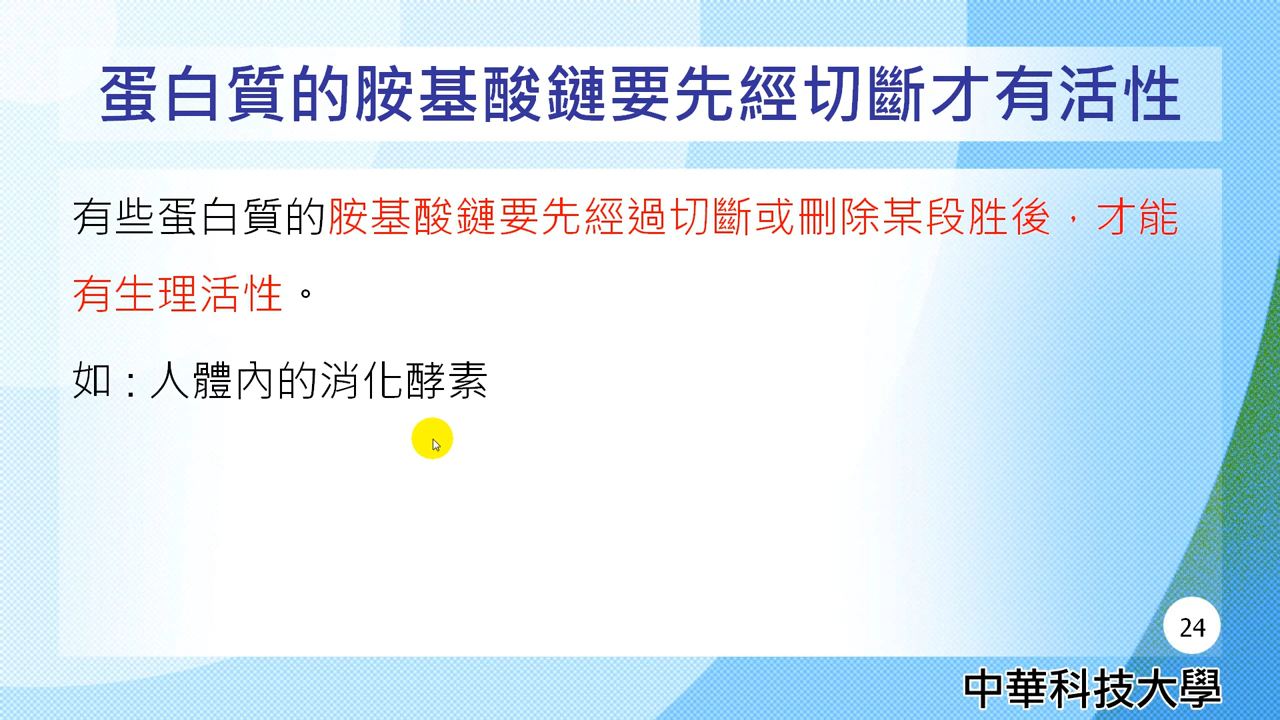 蛋白質的胺基酸鏈要先經切斷才有活性
有些蛋白質的胺基酸鏈要先經過切斷或刪除某段胜後，才能
有生理活性。
如：人體內的消化酵素
24
中華科技大學